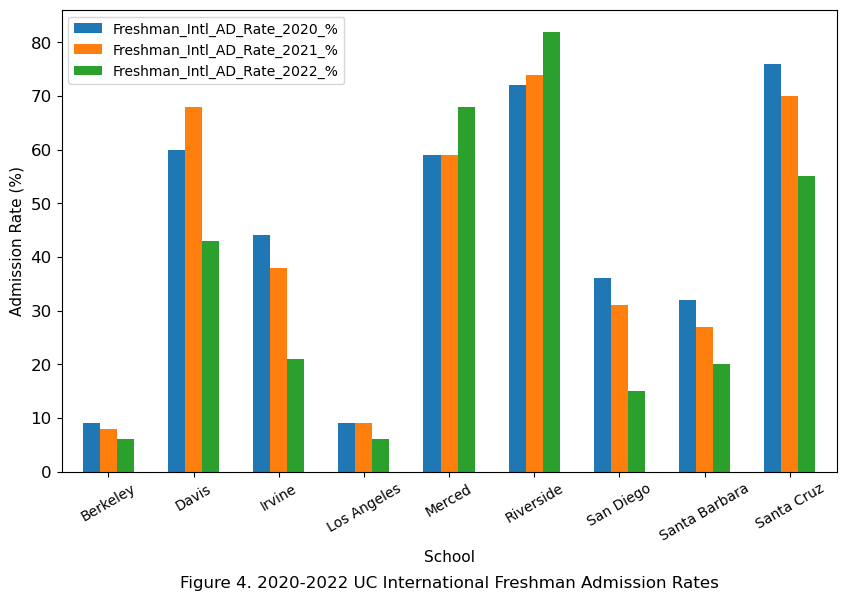 Freshman_Intl_AD_Rate_2020_%
Freshman_Intl_AD_Rate_2021_%
Freshman_Intl_AD_Rate_2022_%
80
70
60
50
40
30
20
10
0
Admission Rate (%)
Berkeley
Davis
Irvine
Los Angeles
Merced
Riverside
San Diego
Santa Barbara
Santa Cruz
School
Figure 4. 2020-2022 UC International Freshman Admission Rates